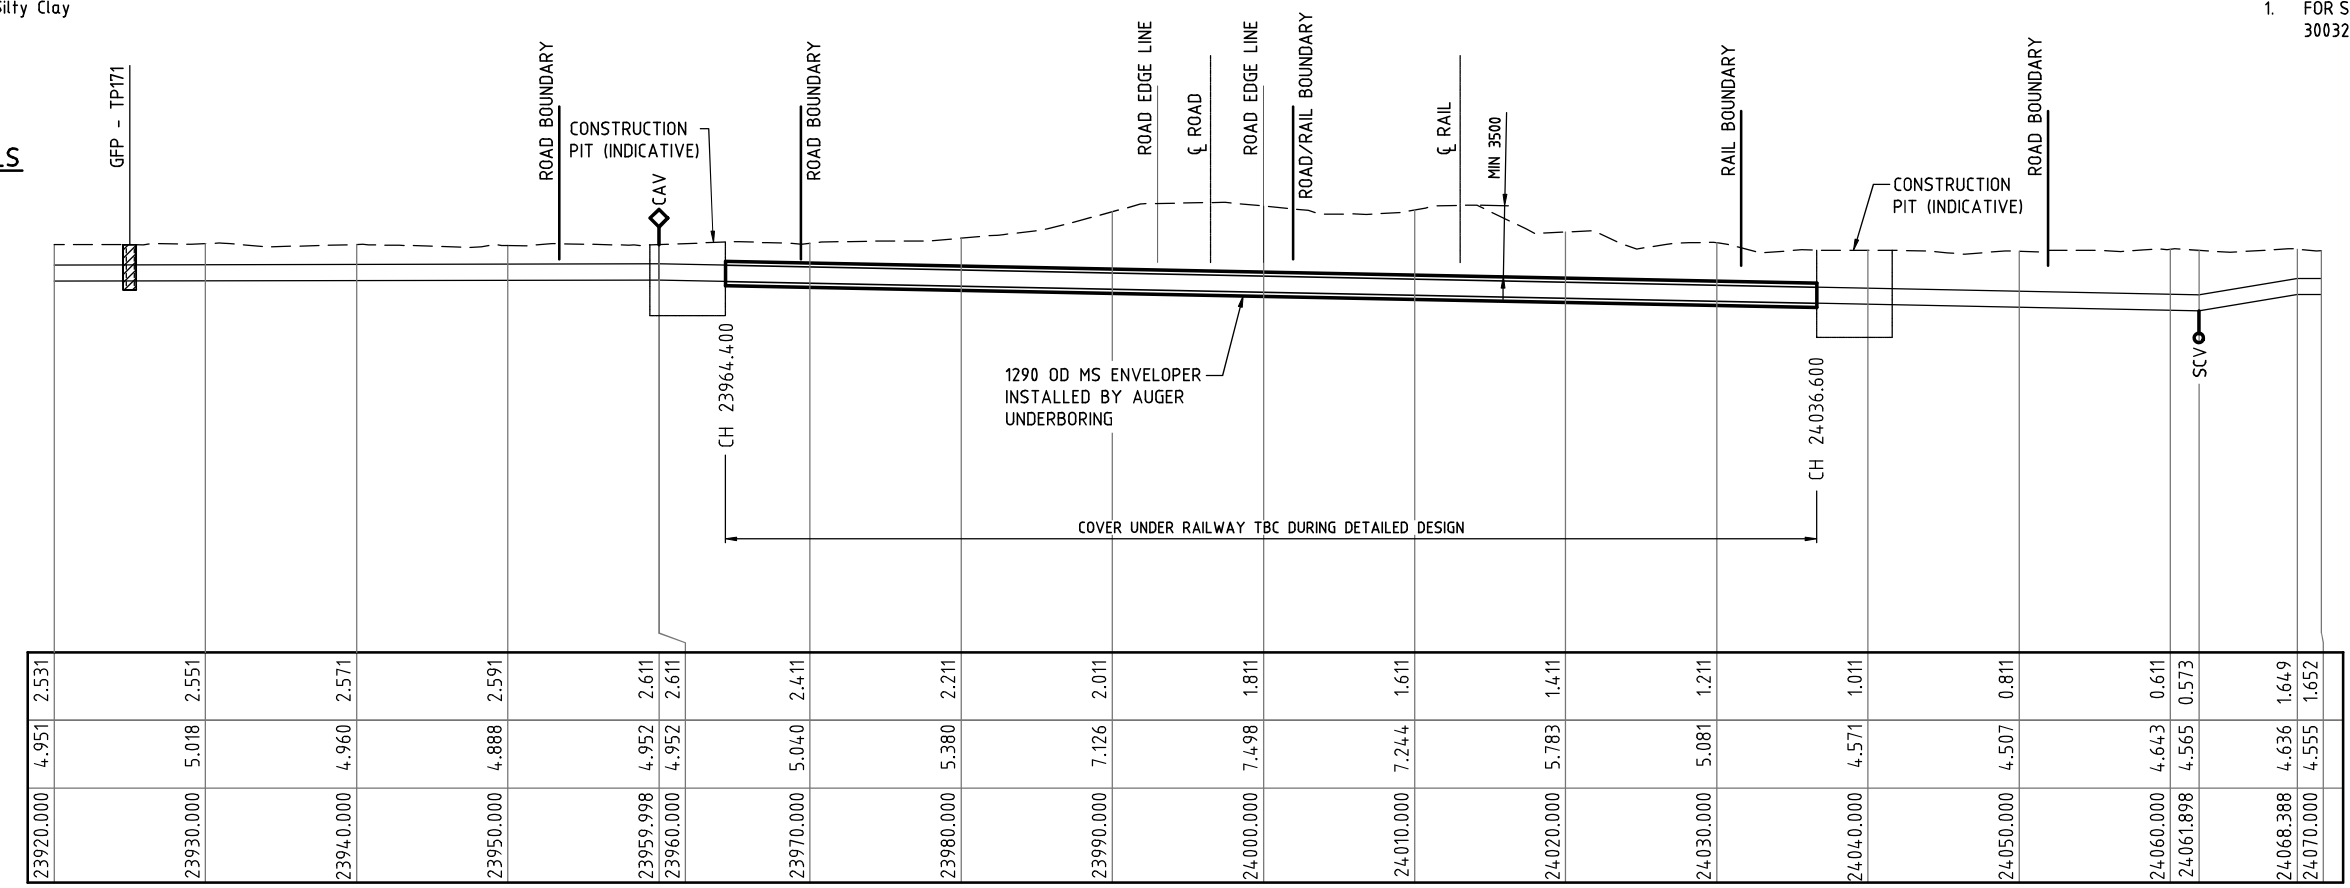 Silty Clay
LS
1. FOR S
30032
GFP - TP171
ROAD BOUNDARY
CONSTRUCTION
PIT (INDICATIVE)
CAV
ROAD BOUNDARY
ROAD EDGE LINE
℄ ROAD
ROAD EDGE LINE
ROAD/RAIL BOUNDARY
℄ RAIL
MIN 3500
RAIL BOUNDARY
CONSTRUCTION
PIT (INDICATIVE)
ROAD BOUNDARY
CH 23964.400
1290 OD MS ENVELOPER
INSTALLED BY AUGER
UNDERBORING
CH 24036.600
SCV
COVER UNDER RAILWAY TBC DURING DETAILED DESIGN
2.531 2.551 2.571 2.591 2.611 2.611 2.411 2.211 2.011 1.811 1.611 1.411 1.211 1.011 0.811 0.611 0.573 1.649 1.652
4.951 5.018 4.960 4.888 4.952 4.952 5.040 5.380 7.126 7.498 7.244 5.783 5.081 4.571 4.507 4.643 4.565 4.636 4.555
23920.000 23930.000 23940.000 23950.000 23959.998 23960.000 23970.000 23980.000 23990.000 24000.000 24010.000 24020.000 24030.000 24040.000 24050.000 24060.000 24061.898 24068.388 24070.000